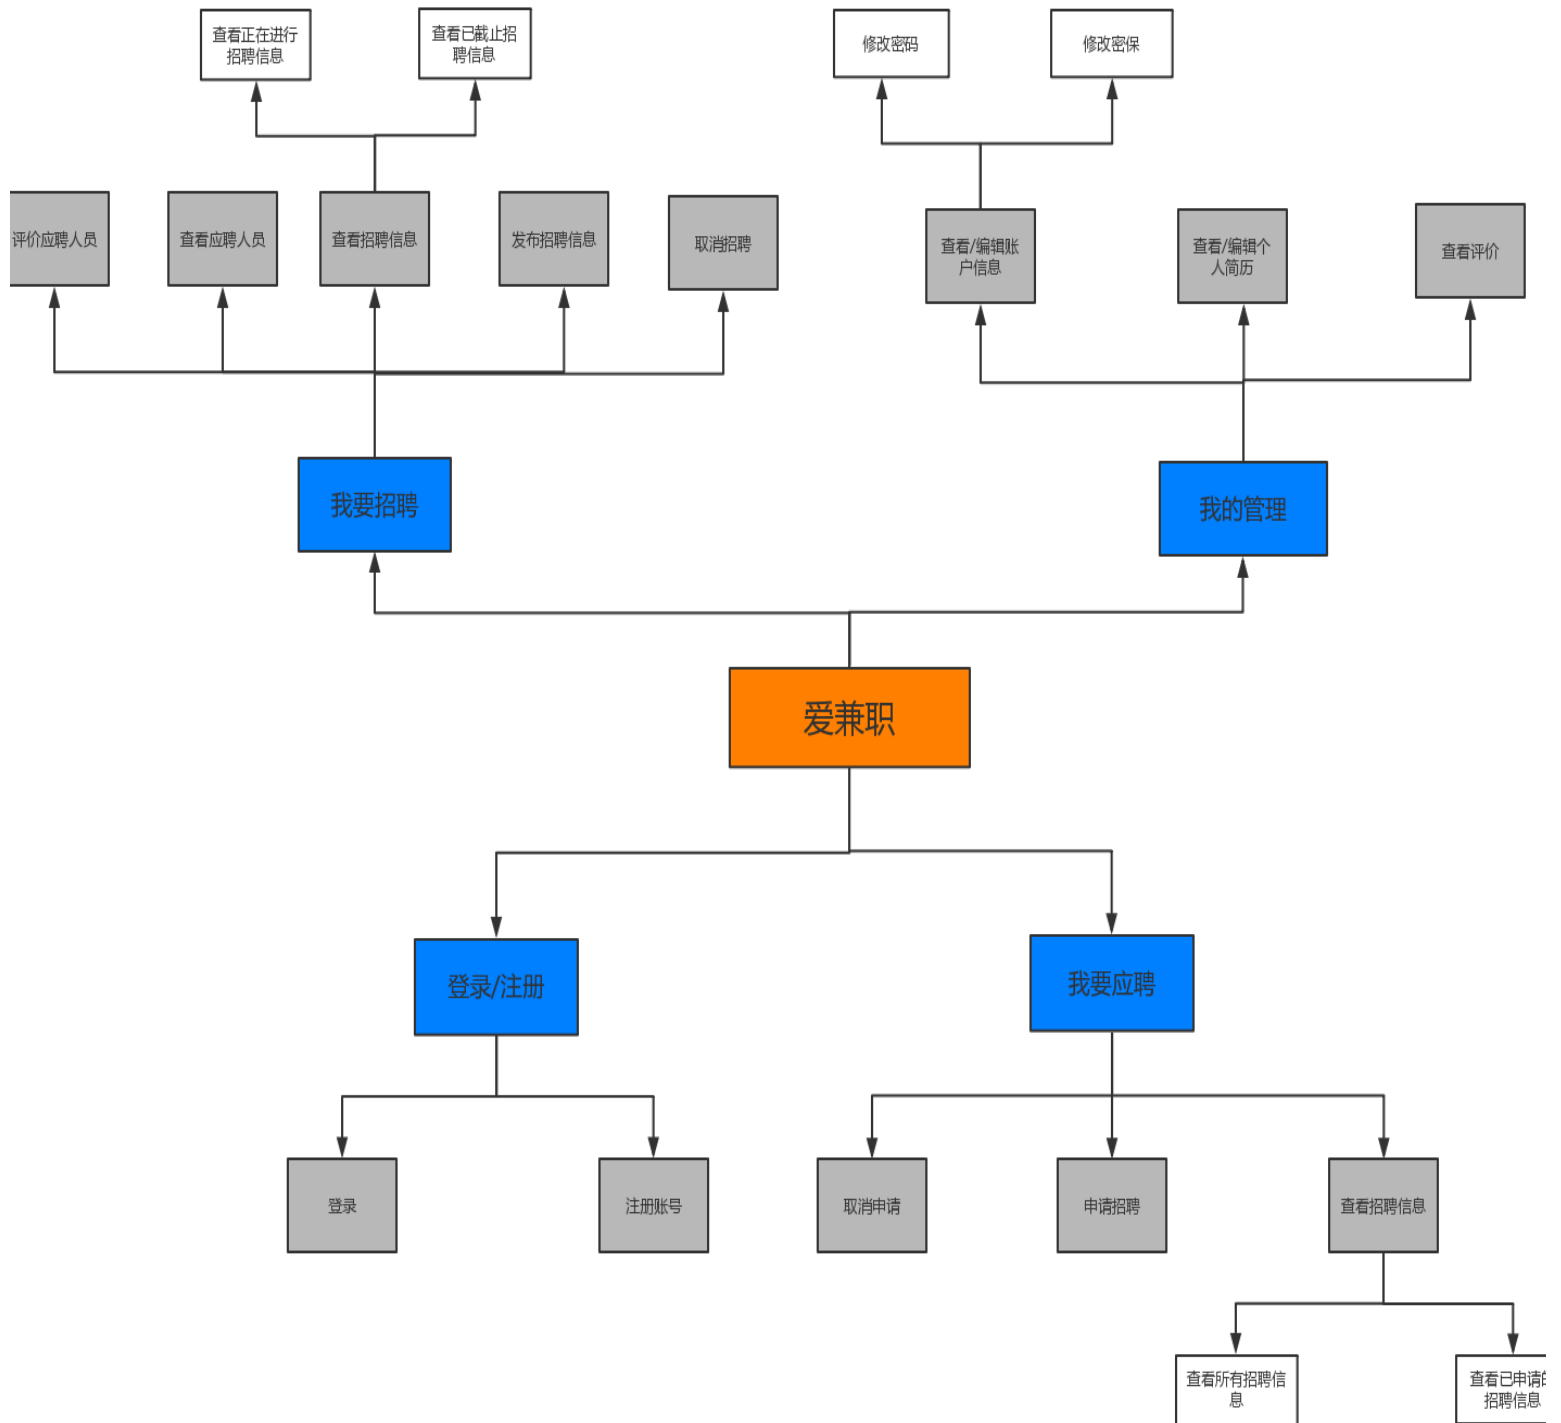 查看正在进行
招聘信息
查看已截止招
聘信息
修改密码
修改密保
评价应聘人员
查看应聘人员
查看招聘信息
发布招聘信息
取消招聘
查看/编辑账
户信息
查看/编辑个
人简历
查看评价
我要招聘
我的管理
爱兼职
登录/注册
我要应聘
登录
注册账号
取消申请
申请招聘
查看招聘信息
查看所有招聘信
息
查看已申请的
招聘信息